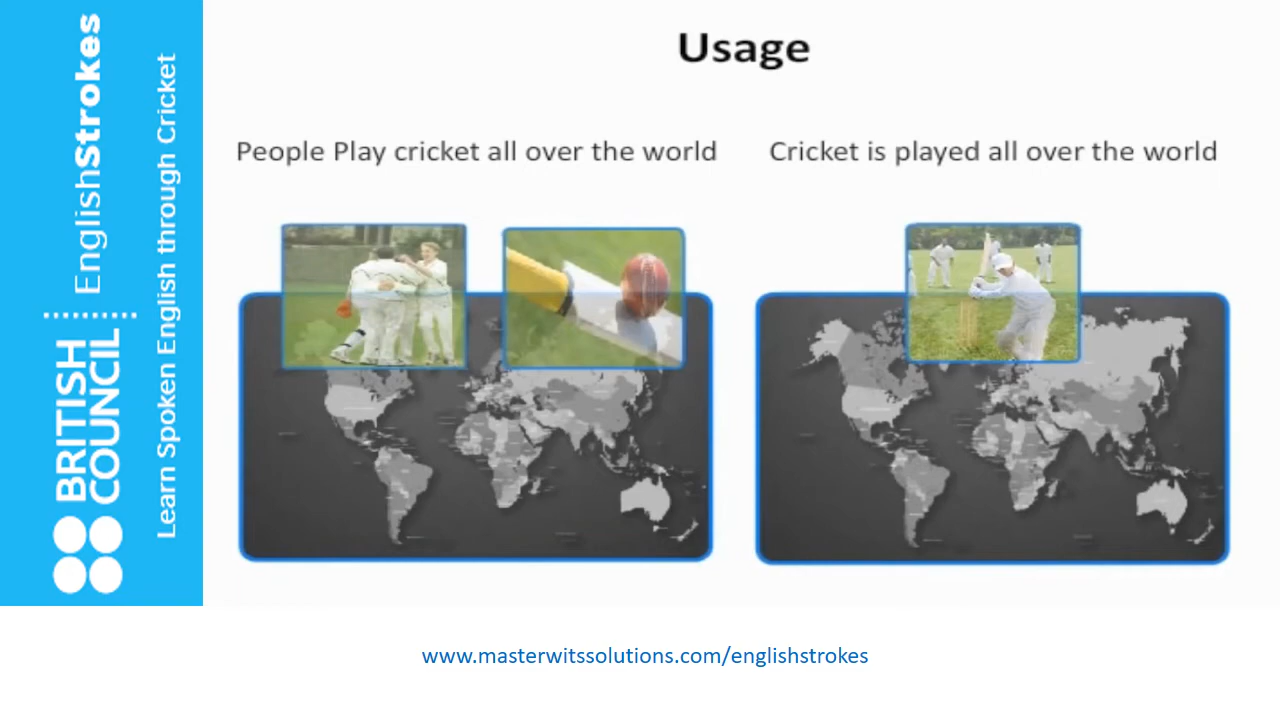 Usage
People Play cricket all over the world
Cricket is played all over the world
BRITISH
COUNCIL
EnglishStrokes
Learn Spoken English through Cricket
www.masterwitssolutions.com/englishstrokes